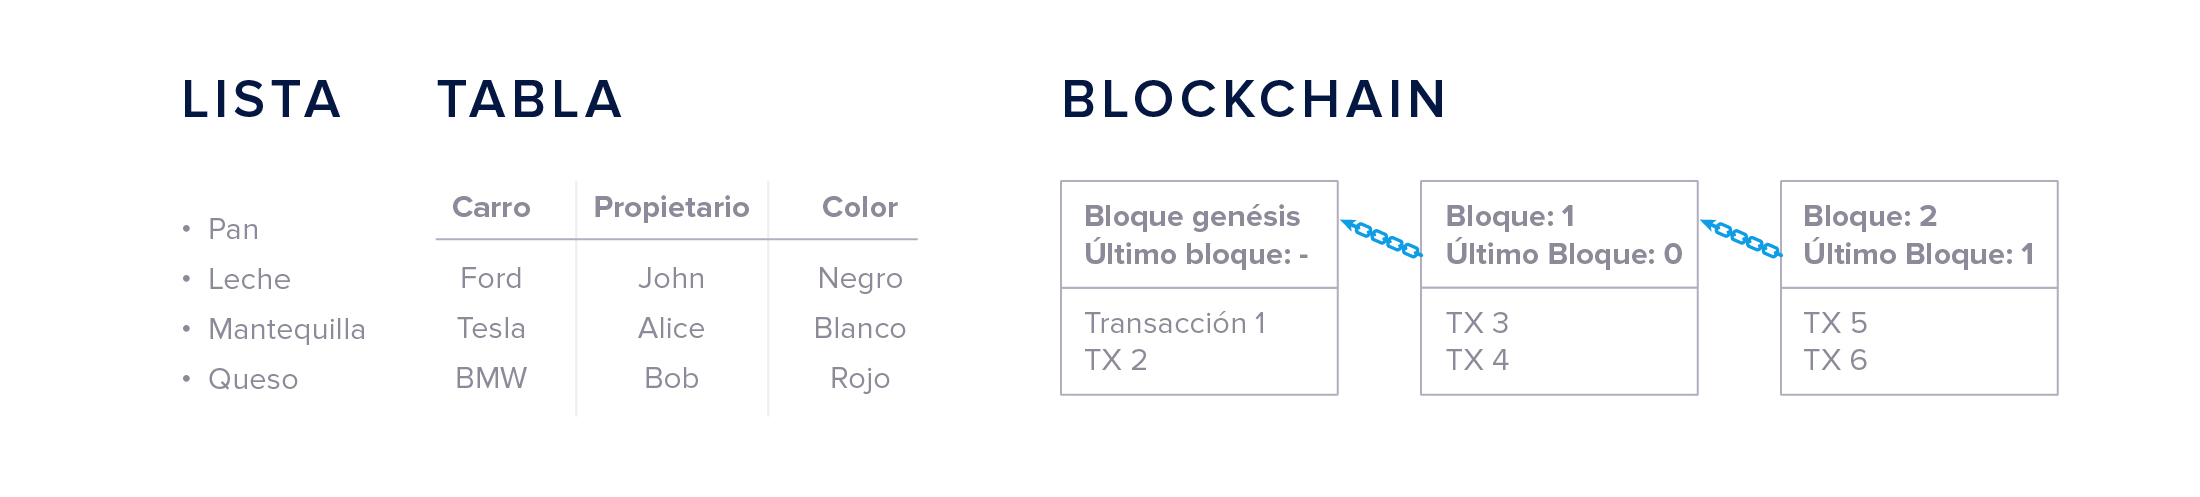 LISTA
• Pan
• Leche
• Mantequilla
• Queso
TABLA
Carro Propietario Color
Ford John Negro
Tesla Alice Blanco
BMW Bob Rojo
BLOCKCHAIN
Bloque genésis
Último bloque: -
Transacción 1
TX 2
Bloque: 1
Último Bloque: 0
TX 3
TX 4
Bloque: 2
Último Bloque: 1
TX 5
TX 6